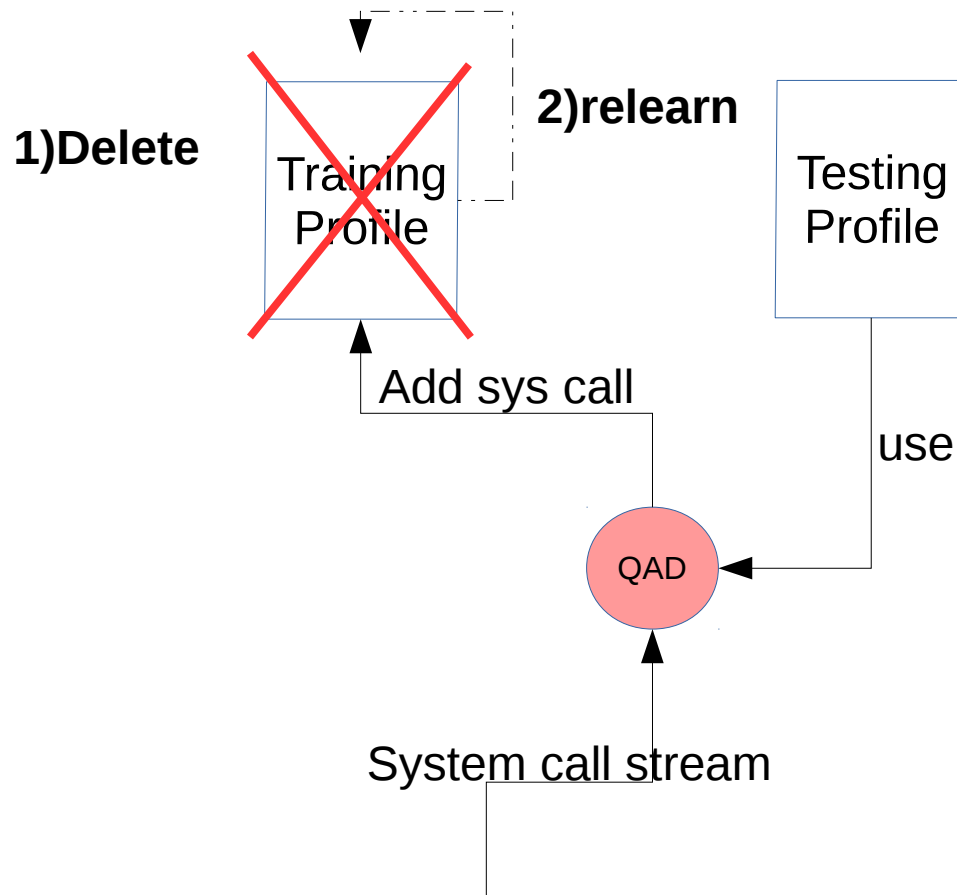 2)relearn
1)Delete
Training
Profile
Testing
Profile
Add sys call
use
QAD
System call stream